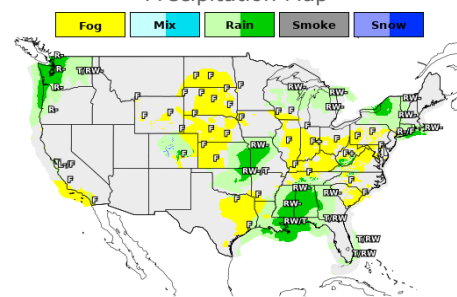 Precipitation Map
Fog Mix Rain Smoke Snow
R-
R- T/RW-
R-
R-
F F
F F F F
F F F F
F F F
F F
RW- RW-
RW-
F F
RW-
RW-
F F+ F F F
R-/F RW-
RW-
RW-/T
F F F+ F
F F
L-/F
F
F
F F F
RW- RW- F
RW-
RW/T T/RW
F
T/RW
T/RW